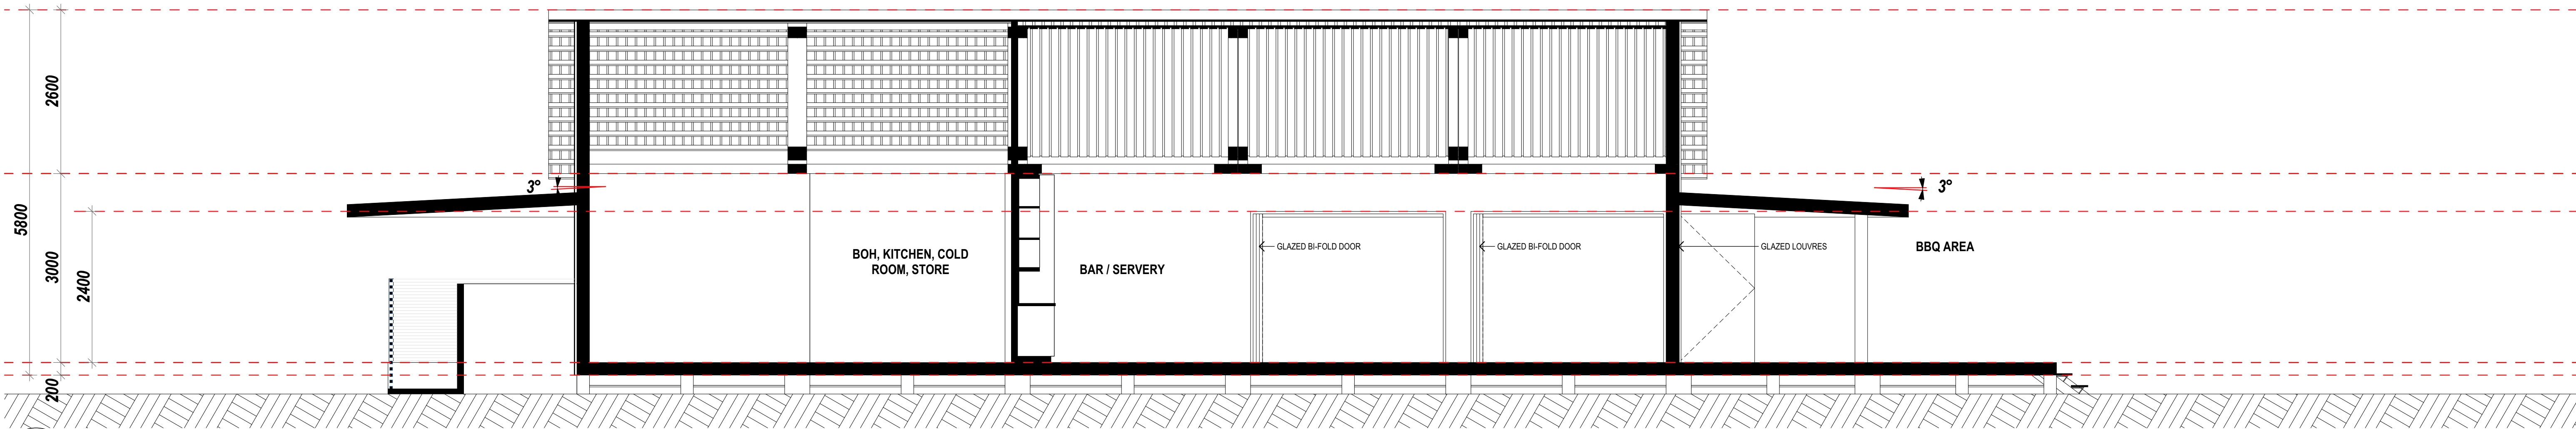 2600
5800
3000
2400
200
3°
BOH, KITCHEN, COLD
ROOM, STORE
BAR / SERVERY
GLAZED BI-FOLD DOOR
GLAZED BI-FOLD DOOR
GLAZED LOUVRES
BBQ AREA
3°